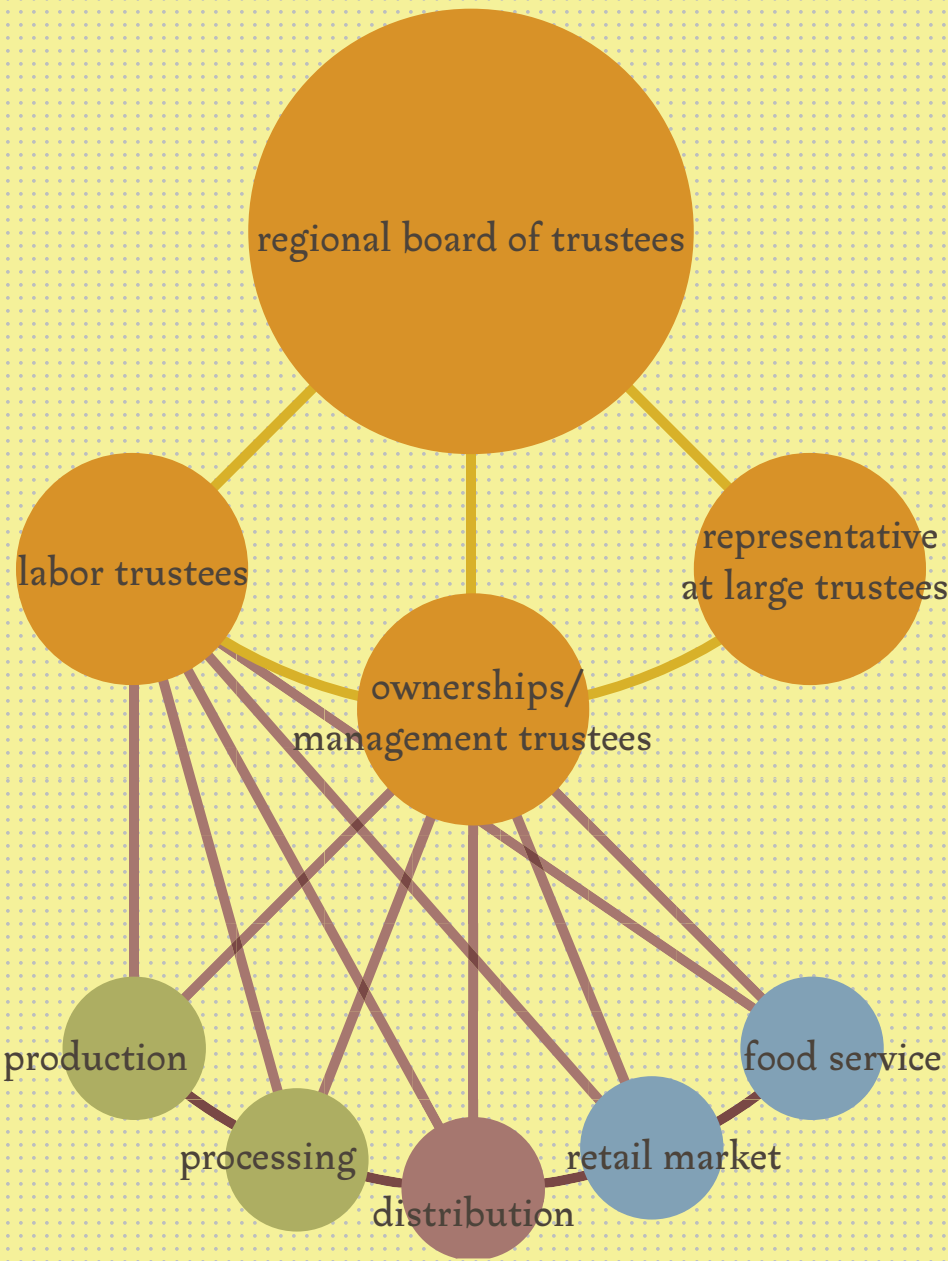 regional board of trustees
labor trustees
representative
at large trustees
ownerships/
management trustees
production
food service
processing
retail market
distribution